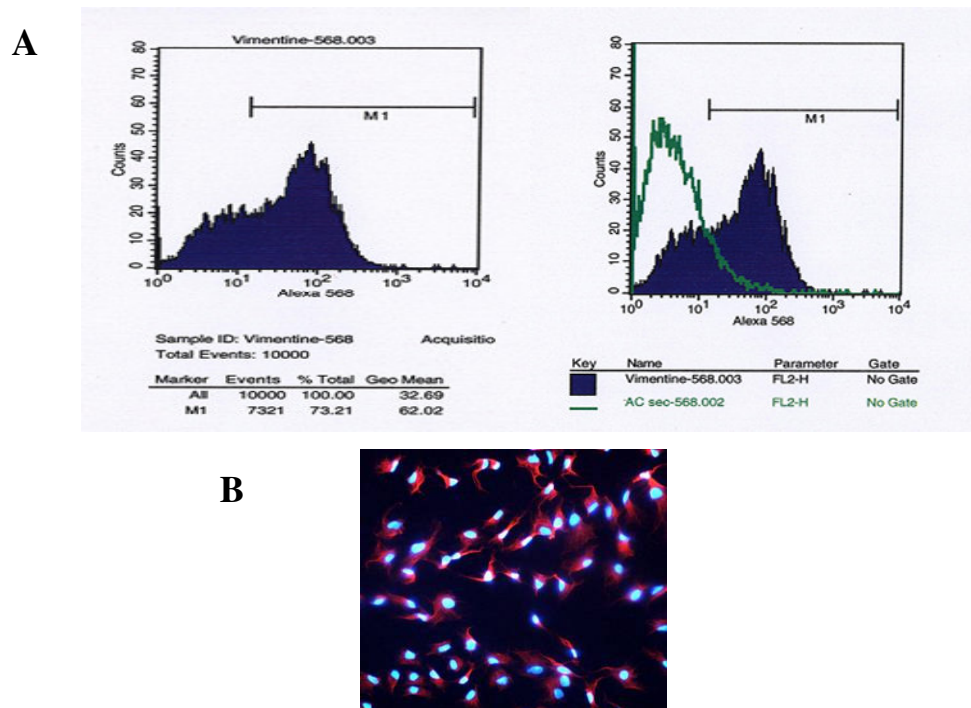 A
Vimentine-568.003
80
70
60
50
40
30
20
10
0
Counts
M1
10⁰ 10¹ 10² 10³ 10⁴
Alexa 568
Sample ID: Vimentine-568 Acquisitio
Total Events: 10000
Marker Events % Total Geo Mean
All 10000 100.00 32.69
M1 7321 73.21 62.02
80
70
60
50
40
30
20
10
0
Counts
M1
10⁰ 10¹ 10² 10³ 10⁴
Alexa 568
Key Name Parameter Gate
Vimentine-568.003 FL2-H No Gate
AC sec-568.002 FL2-H No Gate
B